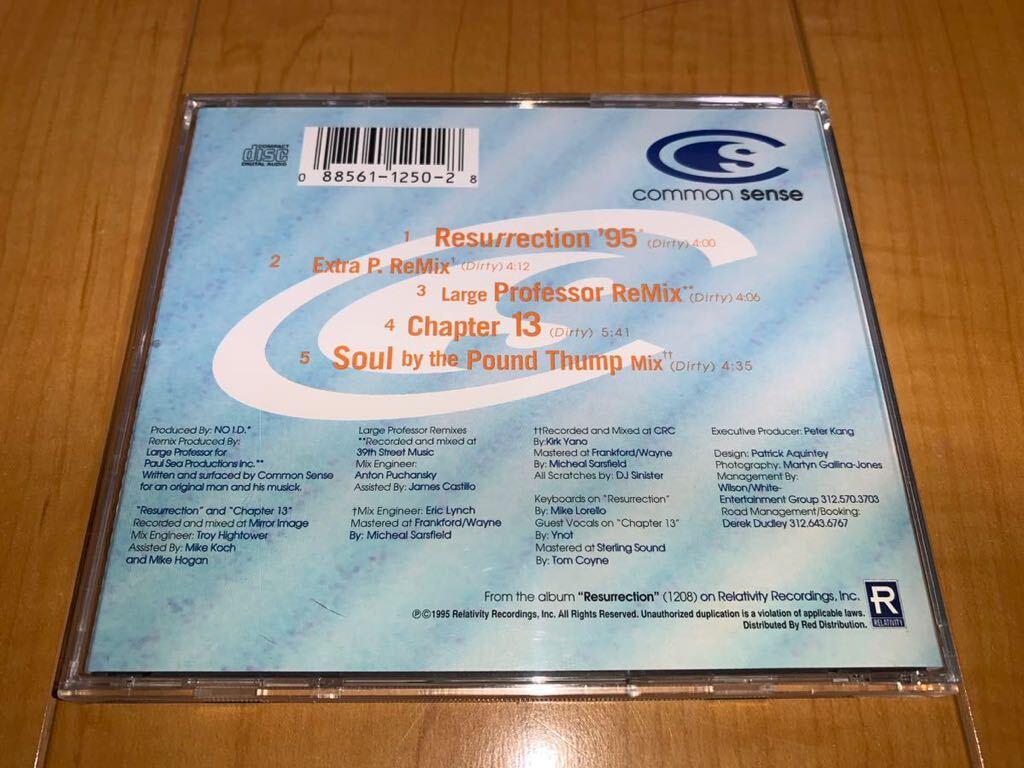 COMPACT
disc
DIGITAL AUDIO
0 88561-1250-2 8
CS
common sense
1 Resurrection '95* (Dirty) 4:00
2 Extra P. ReMix† (Dirty) 4:12
3 Large Professor ReMix** (Dirty) 4:06
4 Chapter 13 (Dirty) 5:41
5 Soul by the Pound Thump Mix†† (Dirty) 4:35
Produced By: NO I.D.*
Remix Produced By:
Large Professor for
Paul Sea Productions Inc.**
Written and surfaced by Common Sense
for an original man and his musick.
"Resurrection" and "Chapter 13"
Recorded and mixed at Mirror Image
Mix Engineer: Troy Hightower
Assisted By: Mike Koch
and Mike Hogan
Large Professor Remixes
**Recorded and mixed at
39th Street Music
Mix Engineer:
Anton Puchansky
Assisted By: James Castillo
†Mix Engineer: Eric Lynch
Mastered at Frankford/Wayne
By: Micheal Sarsfield
††Recorded and Mixed at CRC
By:Kirk Yano
Mastered at Frankford/Wayne
By: Micheal Sarsfield
All Scratches by: DJ Sinister
Keyboards on "Resurrection"
By: Mike Lorello
Guest Vocals on "Chapter 13"
By: Ynot
Mastered at Sterling Sound
By: Tom Coyne
Executive Producer: Peter Kang
Design: Patrick Aquintey
Photography: Martyn Gallina-Jones
Management By:
Wilson/White-
Entertainment Group 312.570.3703
Road Management/Booking:
Derek Dudley 312.643.6767
From the album "Resurrection" (1208) on Relativity Recordings, Inc.
℗©1995 Relativity Recordings, Inc. All Rights Reserved. Unauthorized duplication is a violation of applicable laws.
Distributed By Red Distribution.
R
RELATIVITY